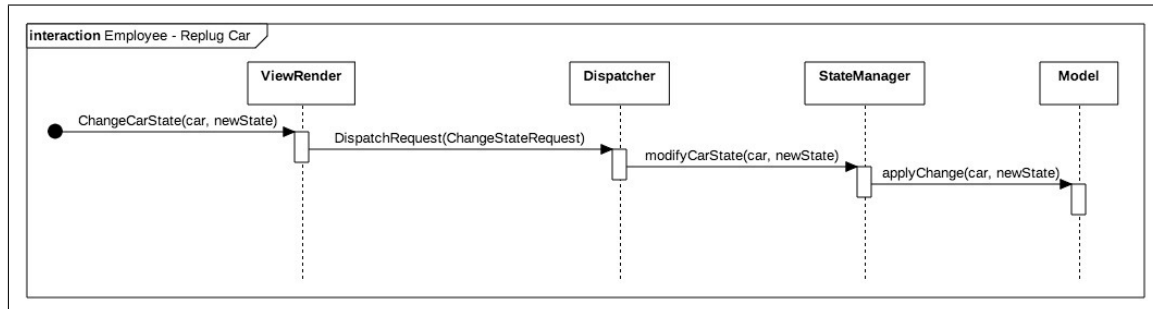 interaction Employee - Replug Car
ViewRender
Dispatcher
StateManager
Model
ChangeCarState(car, newState)
DispatchRequest(ChangeStateRequest)
modifyCarState(car, newState)
applyChange(car, newState)